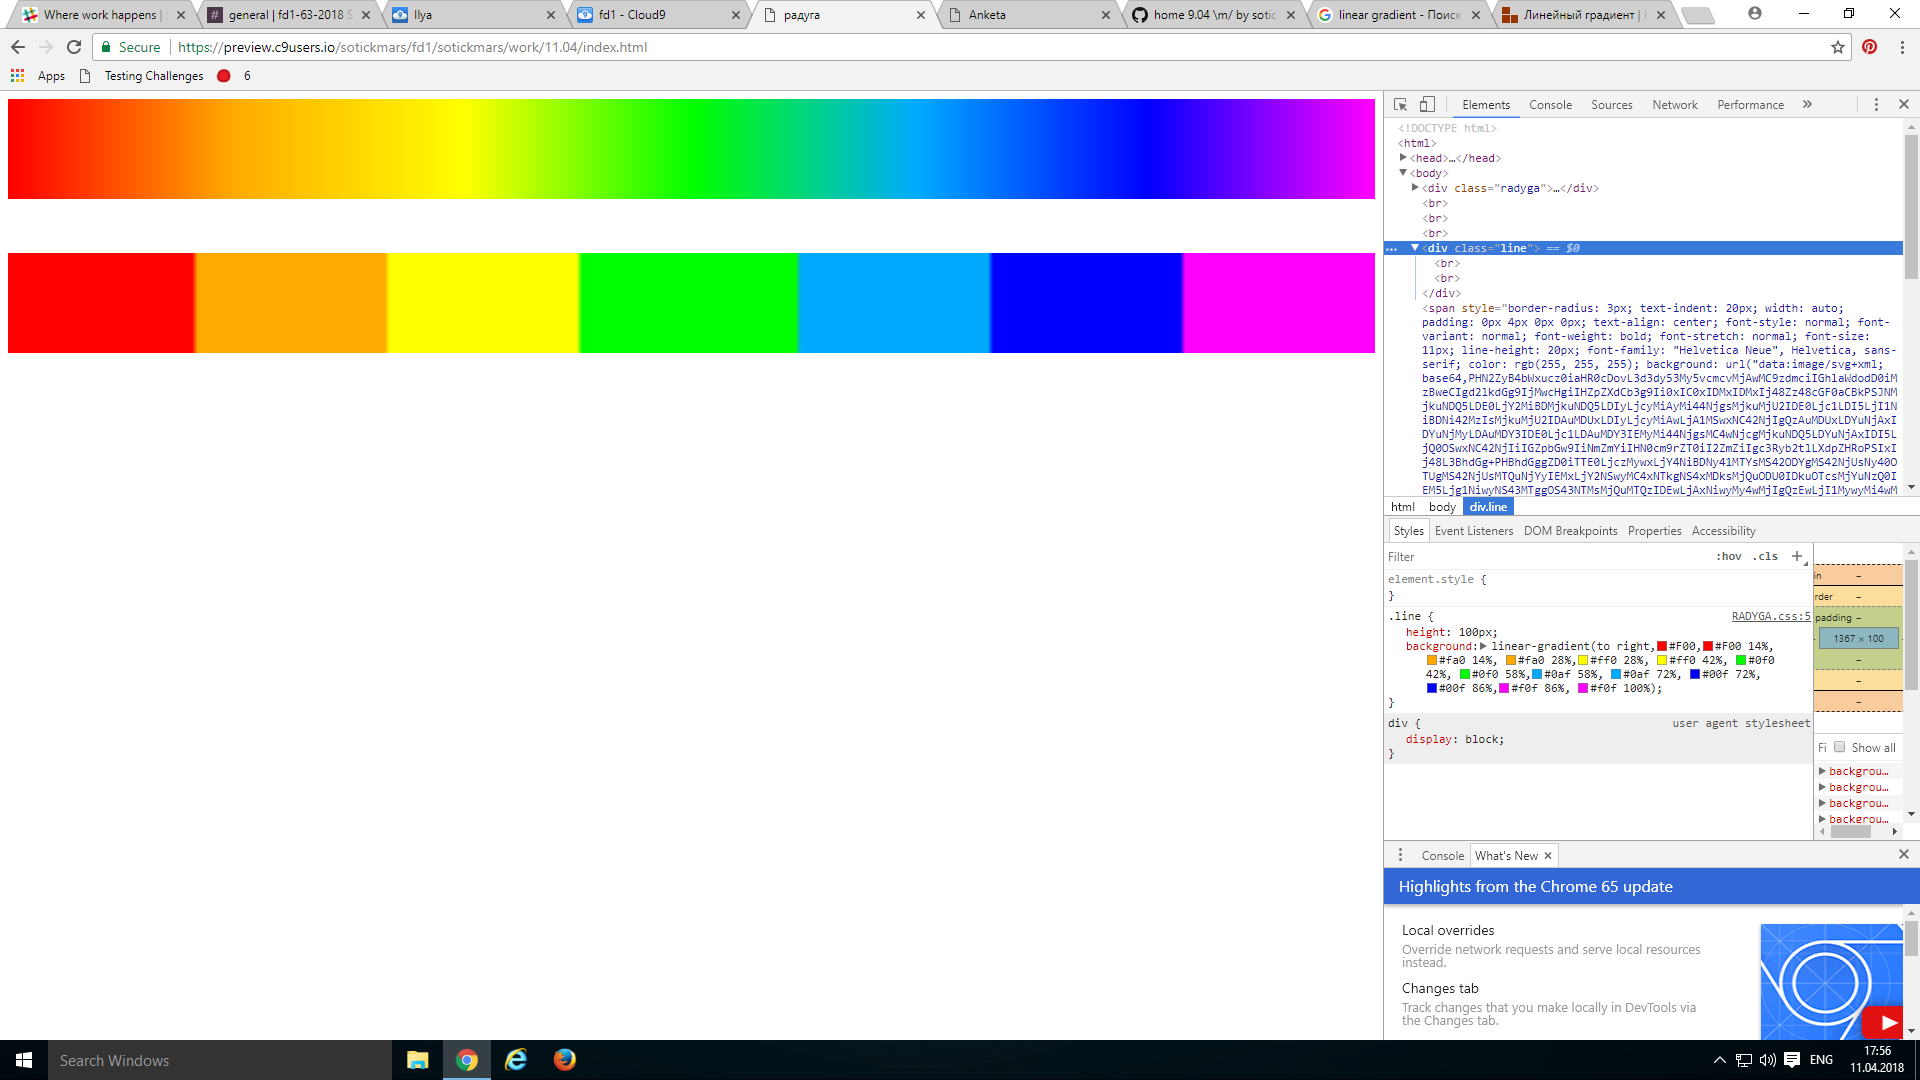 Where work happens |
general | fd1-63-2018 S
Ilya
fd1 - Cloud9
радуга
Anketa
home 9.04 \m/ by sotic
linear gradient - Поиск
Линейный градиент |
Secure
https://preview.c9users.io/sotickmars/fd1/sotickmars/work/11.04/index.html
Apps
Testing Challenges
6
Elements Console Sources Network Performance »
<!DOCTYPE html>
<html>
<head>…</head>
<body>
<div class="radyga">…</div>
<br>
<br>
<br>
… <div class="line"> == $0
<br>
<br>
</div>
<span style="border-radius: 3px; text-indent: 20px; width: auto;
padding: 0px 4px 0px 0px; text-align: center; font-style: normal; font-
variant: normal; font-weight: bold; font-stretch: normal; font-size:
11px; line-height: 20px; font-family: "Helvetica Neue", Helvetica, sans-
serif; color: rgb(255, 255, 255); background: url("data:image/svg+xml;
html body div.line
Styles Event Listeners DOM Breakpoints Properties Accessibility
Filter :hov .cls +
element.style {
}
.line { RADYGA.css:5
height: 100px;
background: linear-gradient(to right,#F00,#F00 14%,
#fa0 14%, #fa0 28%,#ff0 28%, #ff0 42%, #0f0
42%, #0f0 58%,#0af 58%, #0af 72%, #00f 72%,
#00f 86%,#f0f 86%, #f0f 100%);
}
div { user agent stylesheet
display: block;
}
in –
rder –
padding –
1367 × 100
–
–
–
Fi Show all
backgrou…
backgrou…
backgrou…
backgrou…
Console What's New
Highlights from the Chrome 65 update
Local overrides
Override network requests and serve local resources
instead.
Changes tab
Track changes that you make locally in DevTools via
the Changes tab.
Search Windows
ENG
17:56
11.04.2018